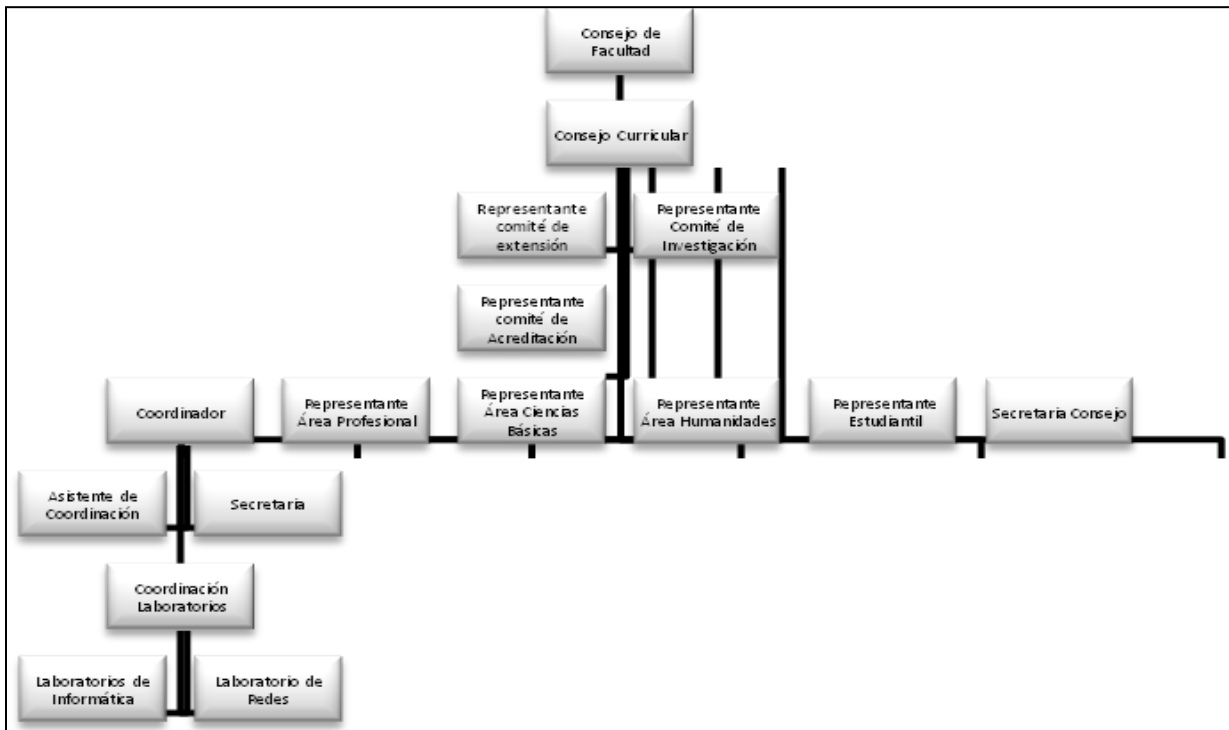 Consejo de
Facultad
Consejo Curricular
Representante
comité de
extensión
Representante
Comité de
Investigación
Representante
comité de
Acreditación
Coordinador
Representante
Área Profesional
Representante
Área Ciencias
Básicas
Representante
Área Humanidades
Representante
Estudiantil
Secretaria Consejo
Asistente de
Coordinación
Secretaria
Coordinación
Laboratorios
Laboratorios de
Informática
Laboratorio de
Redes